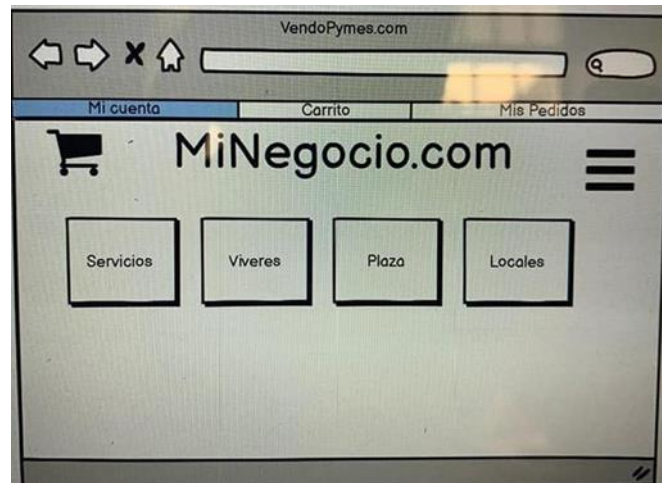 VendoPymes.com
Mi cuenta Carrito Mis Pedidos
MiNegocio.com
Servicios Viveres Plaza Locales